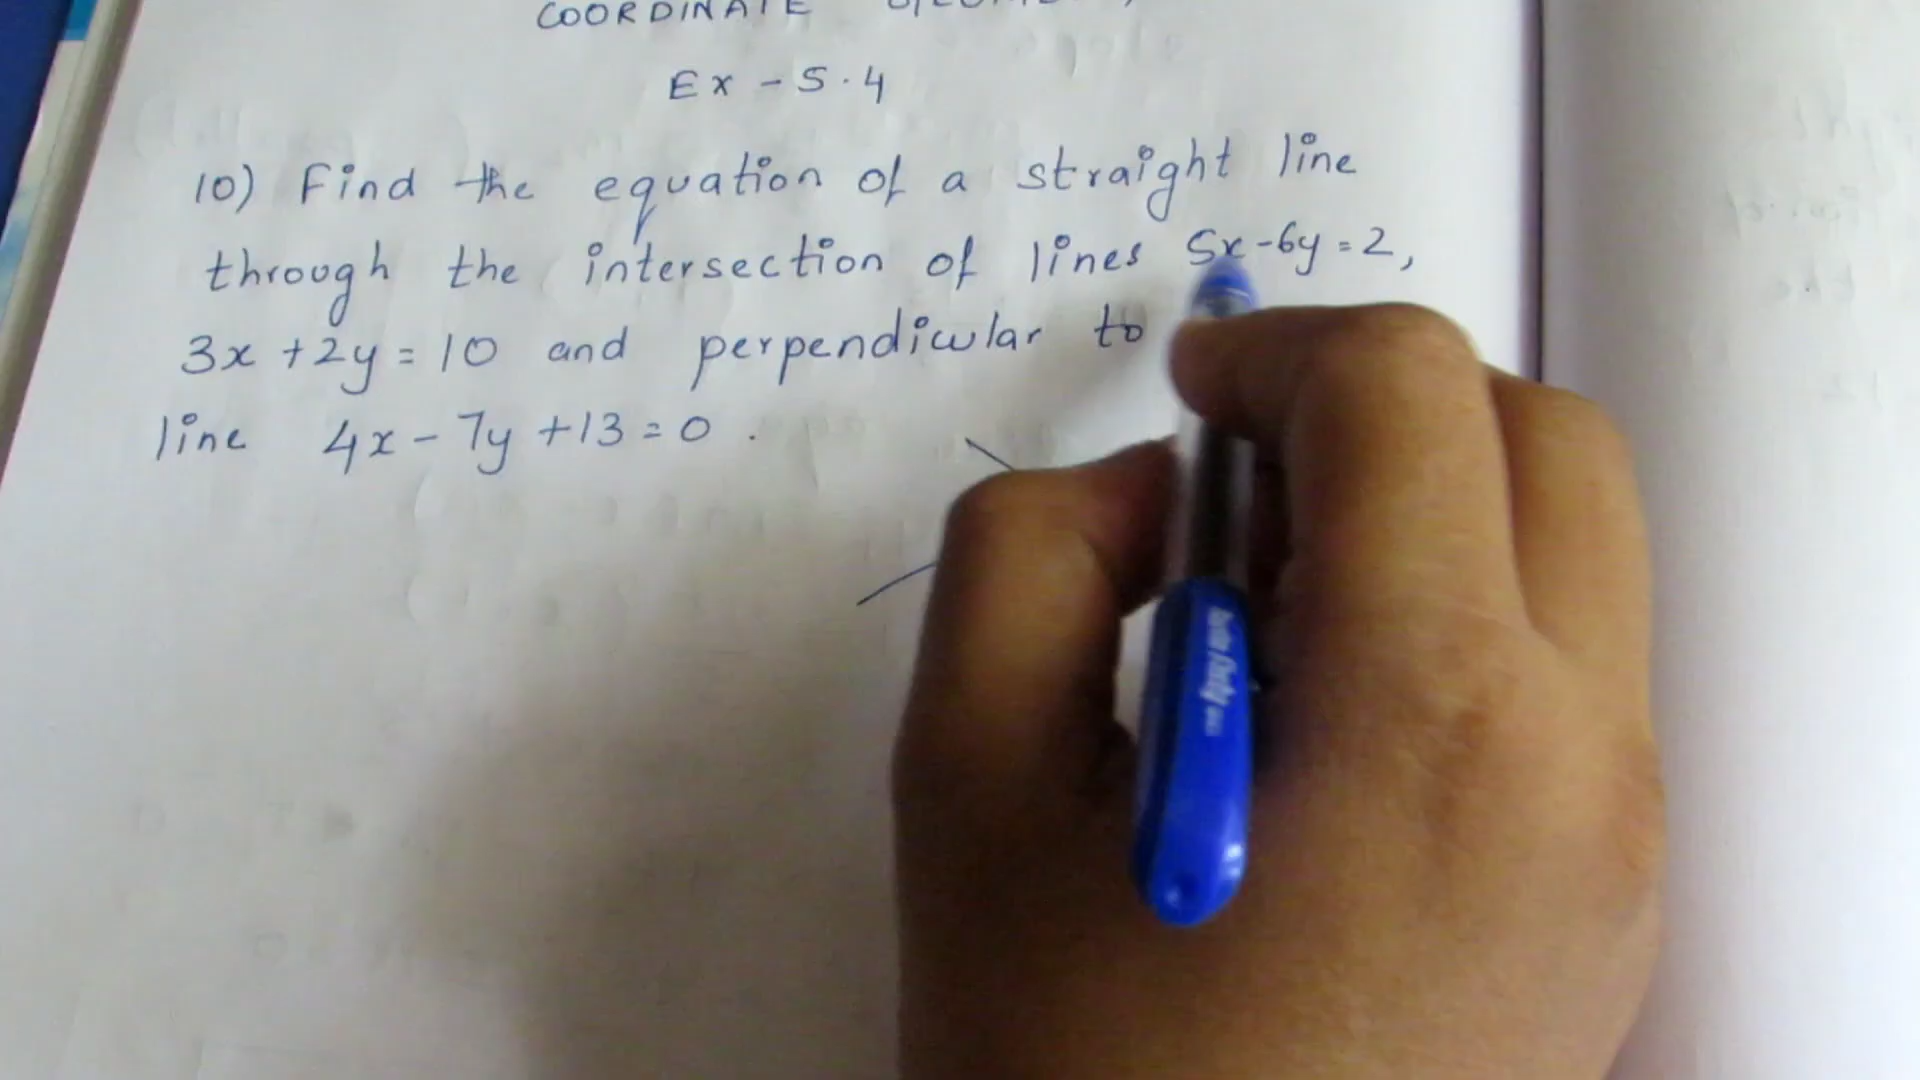 COORDINATE
Ex - 5.4
10) Find the equation of a straight line
through the intersection of lines 5x-6y=2,
3x+2y=10 and perpendicular to
line 4x-7y+13=0.